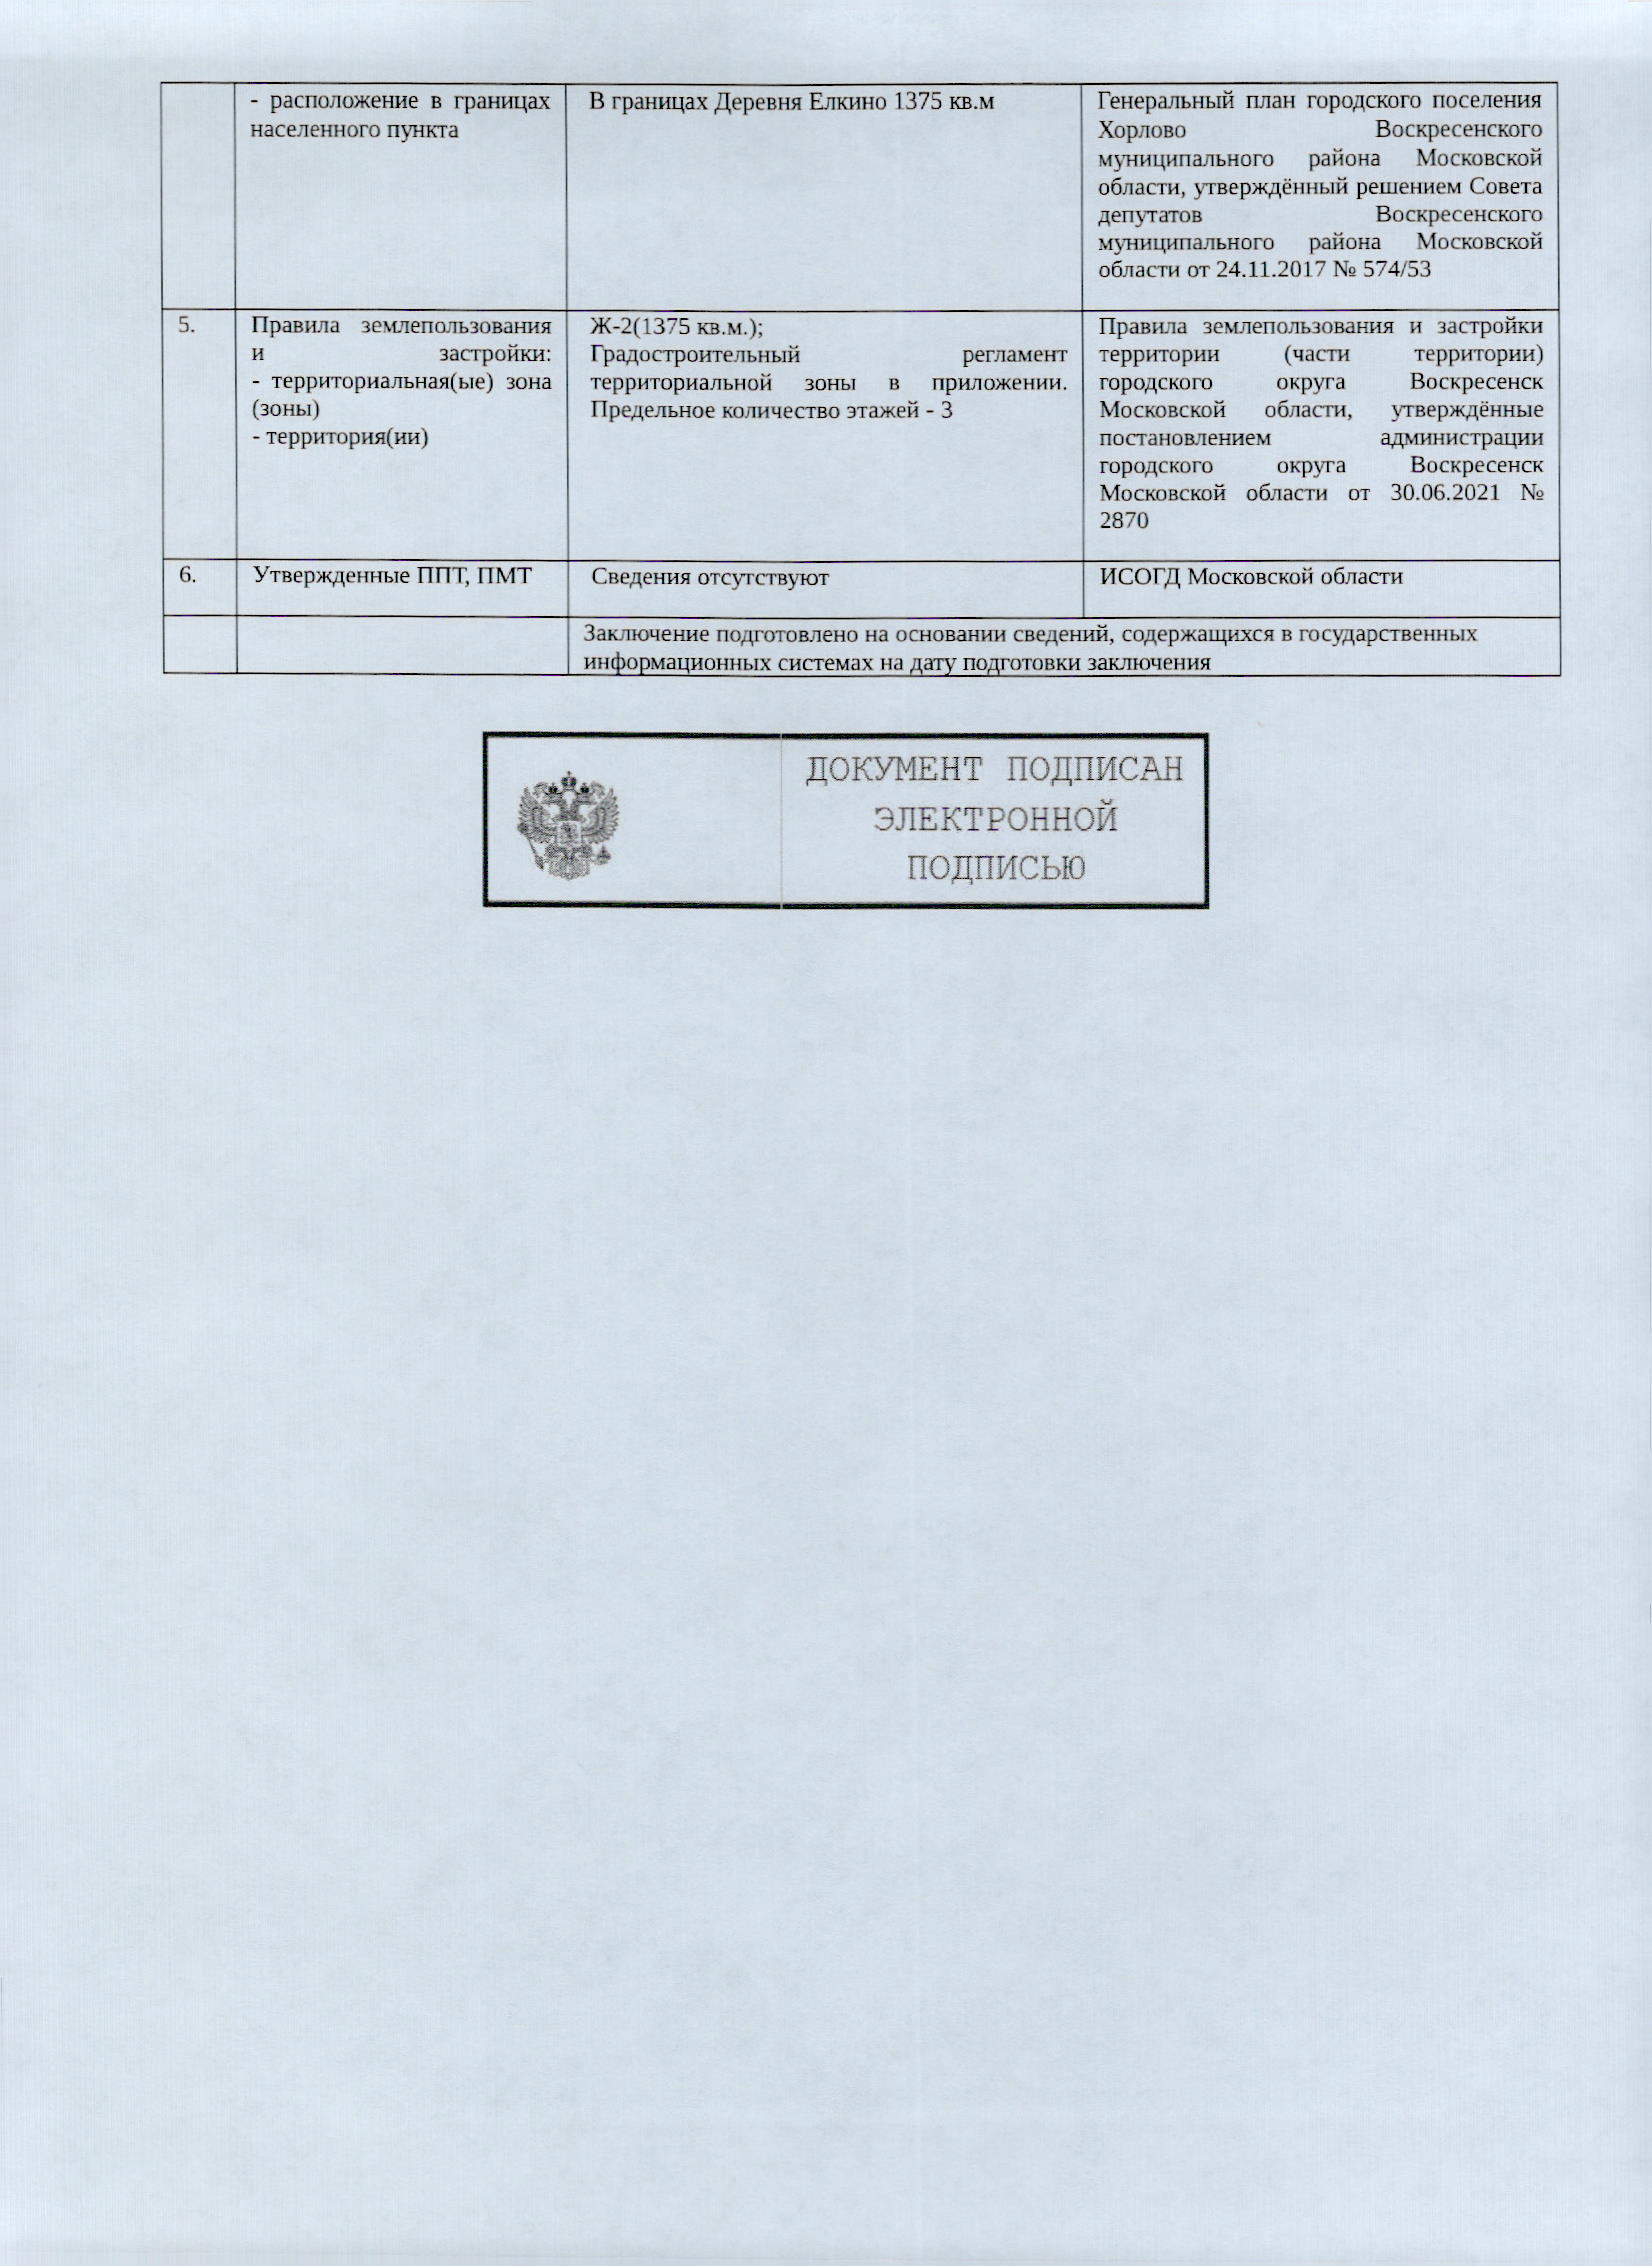 - расположение в границах
населенного пункта
В границах Деревня Елкино 1375 кв.м
Генеральный план городского поселения
Хорлово Воскресенского
муниципального района Московской
области, утверждённый решением Совета
депутатов Воскресенского
муниципального района Московской
области от 24.11.2017 № 574/53
5.
Правила землепользования
и застройки:
- территориальная(ые) зона
(зоны)
- территория(ии)
Ж-2(1375 кв.м.);
Градостроительный регламент
территориальной зоны в приложении.
Предельное количество этажей - 3
Правила землепользования и застройки
территории (части территории)
городского округа Воскресенск
Московской области, утверждённые
постановлением администрации
городского округа Воскресенск
Московской области от 30.06.2021 №
2870
6.
Утвержденные ППТ, ПМТ
Сведения отсутствуют
ИСОГД Московской области
Заключение подготовлено на основании сведений, содержащихся в государственных
информационных системах на дату подготовки заключения
ДОКУМЕНТ ПОДПИСАН
ЭЛЕКТРОННОЙ
ПОДПИСЬЮ